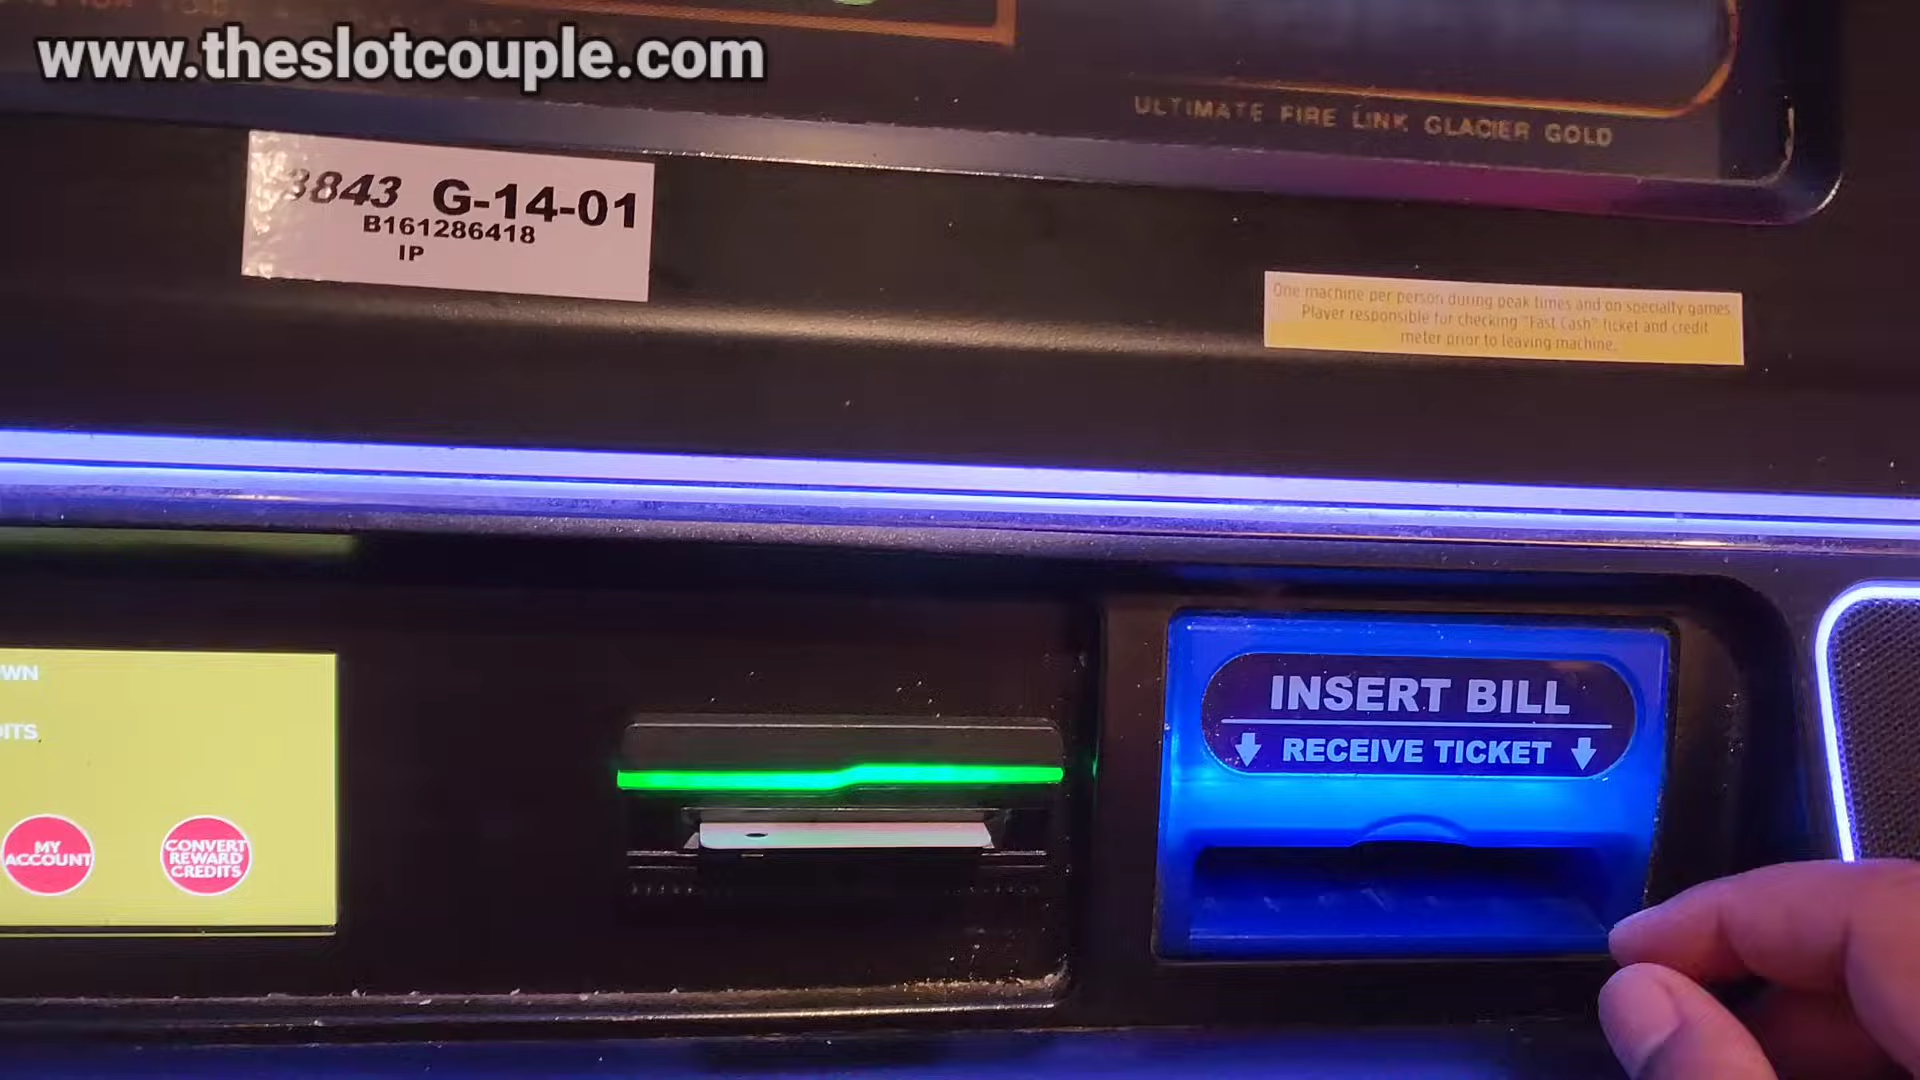 www.theslotcouple.com
ULTIMATE FIRE LINK GLACIER GOLD
3843 G-14-01
B161286418
IP
One machine per person during peak times and on specialty games
Player responsible for checking "Fast Cash" ticket and credit
meter prior to leaving machine.
WN
DITS
MY
ACCOUNT
CONVERT
REWARD
CREDITS
INSERT BILL
RECEIVE TICKET